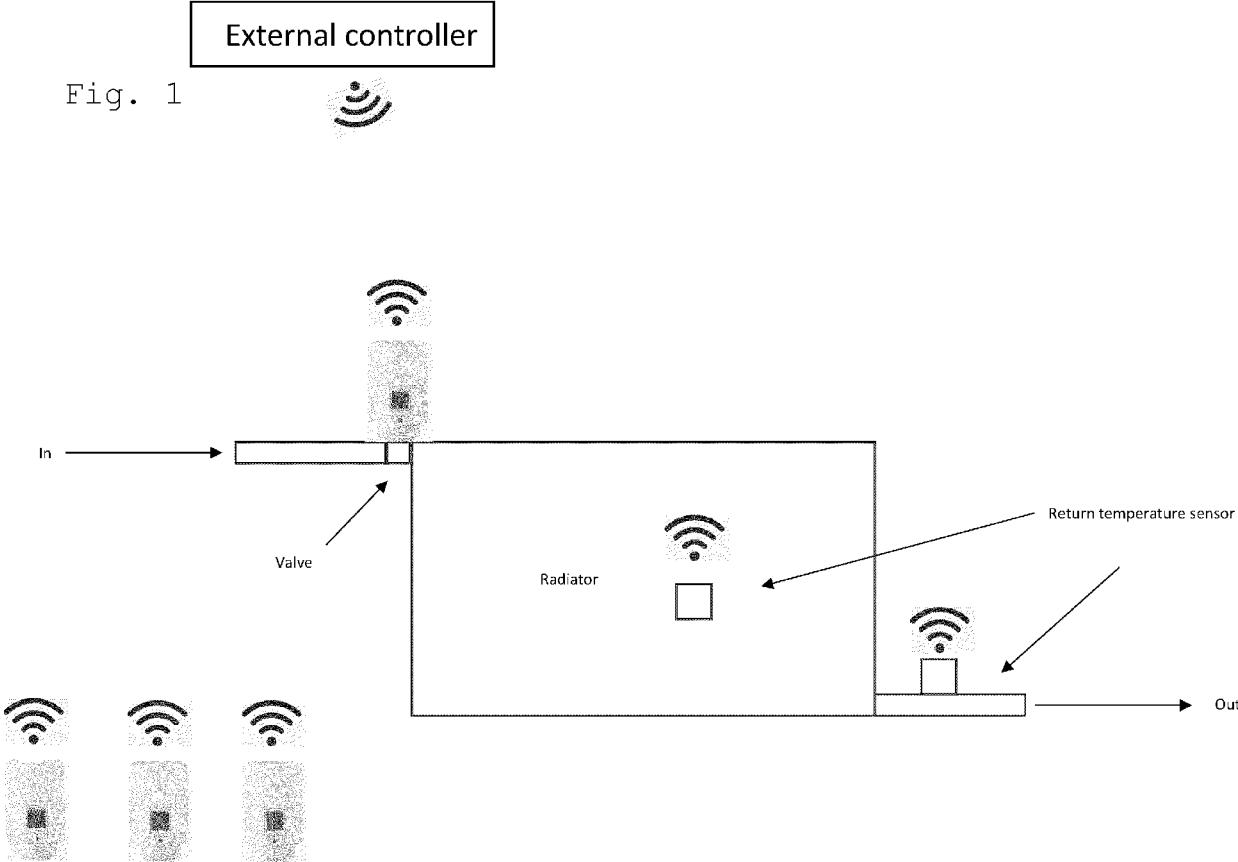 External controller
Fig. 1
In
Valve
Radiator
Return temperature sensor
Out